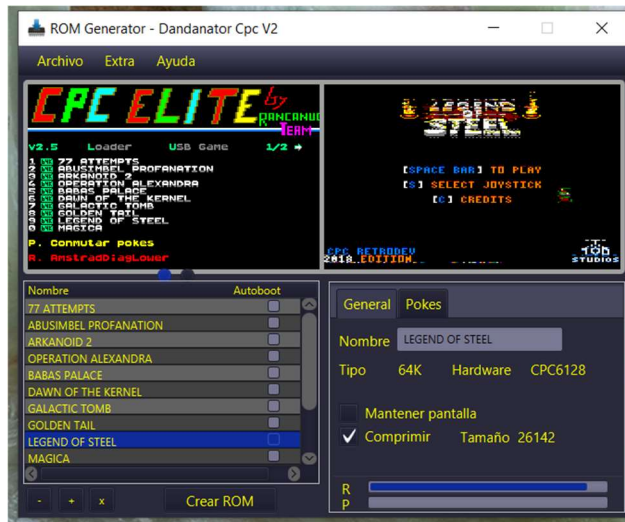 ROM Generator - Dandanator Cpc V2
Archivo Extra Ayuda
CPC ELITE by
DANDANUC
TEAM
v2.5 Loader USB Game 1/2
1 77 ATTEMPTS
2 ABUSIMBEL PROFANATION
3 ARKANOID 2
4 OPERATION ALEXANDRA
5 BABAS PALACE
6 DAWN OF THE KERNEL
7 GALACTIC TOMB
8 GOLDEN TAIL
9 LEGEND OF STEEL
0 MAGICA
P. Conmutar pokes
R. AmstradDiagLower
LEGEND
OF
STEEL
[SPACE BAR] TO PLAY
[S] SELECT JOYSTICK
[C] CREDITS
CPC RETRODEV
2018 EDITION
STUDIOS
Nombre Autoboot
77 ATTEMPTS
ABUSIMBEL PROFANATION
ARKANOID 2
OPERATION ALEXANDRA
BABAS PALACE
DAWN OF THE KERNEL
GALACTIC TOMB
GOLDEN TAIL
LEGEND OF STEEL
MAGICA
- + x Crear ROM
General Pokes
Nombre LEGEND OF STEEL
Tipo 64K Hardware CPC6128
Mantener pantalla
Comprimir Tamaño 26142
R
P